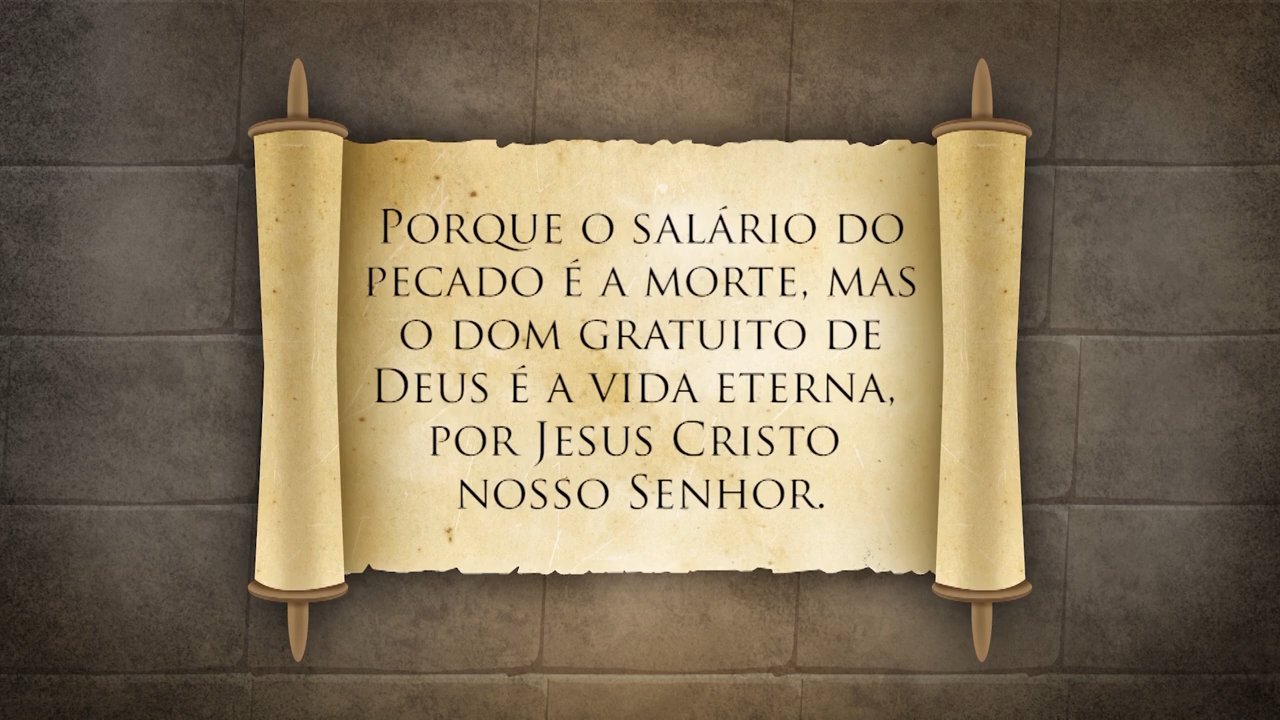 Porque o salário do
pecado é a morte, mas
o dom gratuito de
Deus é a vida eterna,
por Jesus Cristo
nosso Senhor.